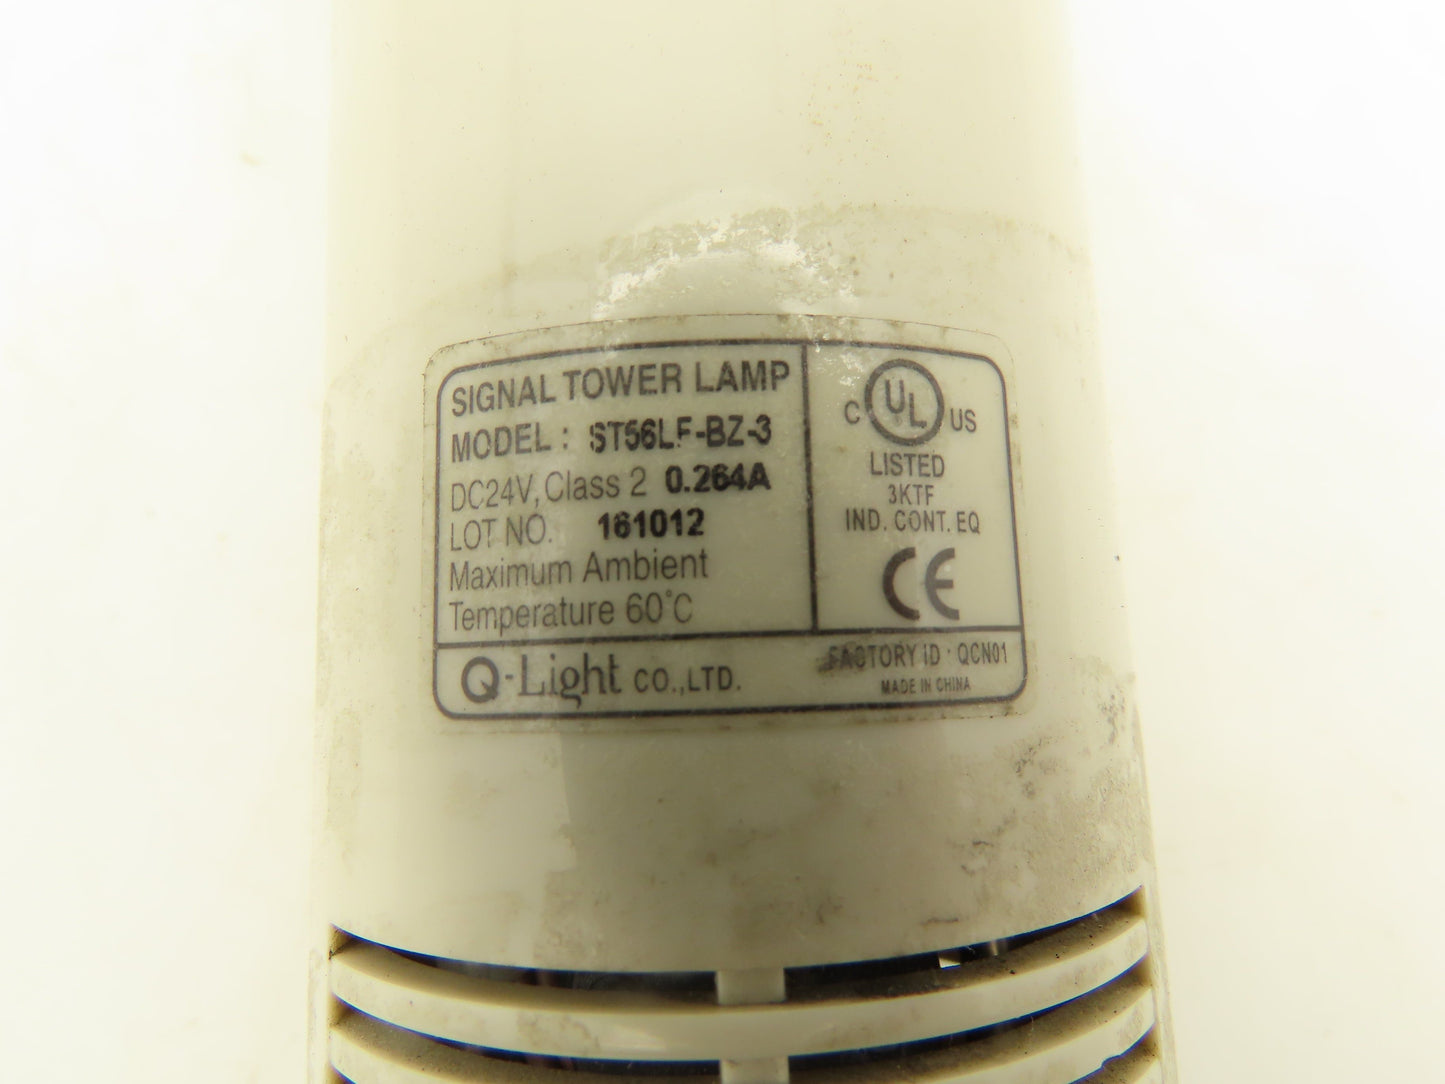 SIGNAL TOWER LAMP
MODEL : ST56LF-BZ-3
DC24V, Class 2 0.264A
LOT NO. 161012
Maximum Ambient
Temperature 60°C
C UL US
LISTED
3KTF
IND. CONT. EQ
CE
Q-Light CO.,LTD.
FACTORY ID : QCN01
MADE IN CHINA